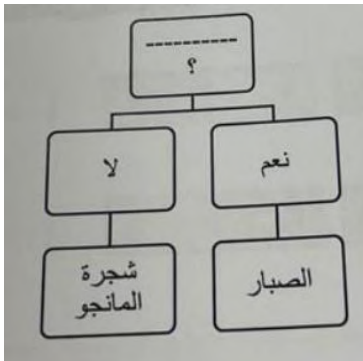 ----------
؟
نعم
لا
الصبار
شجرة
المانجو